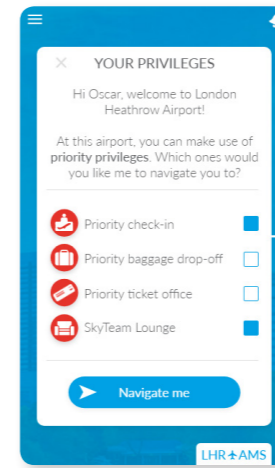 YOUR PRIVILEGES
Hi Oscar, welcome to London
Heathrow Airport!
At this airport, you can make use of
priority privileges. Which ones would
you like me to navigate you to?
Priority check-in
Priority baggage drop-off
Priority ticket office
SkyTeam Lounge
Navigate me
LHR AMS